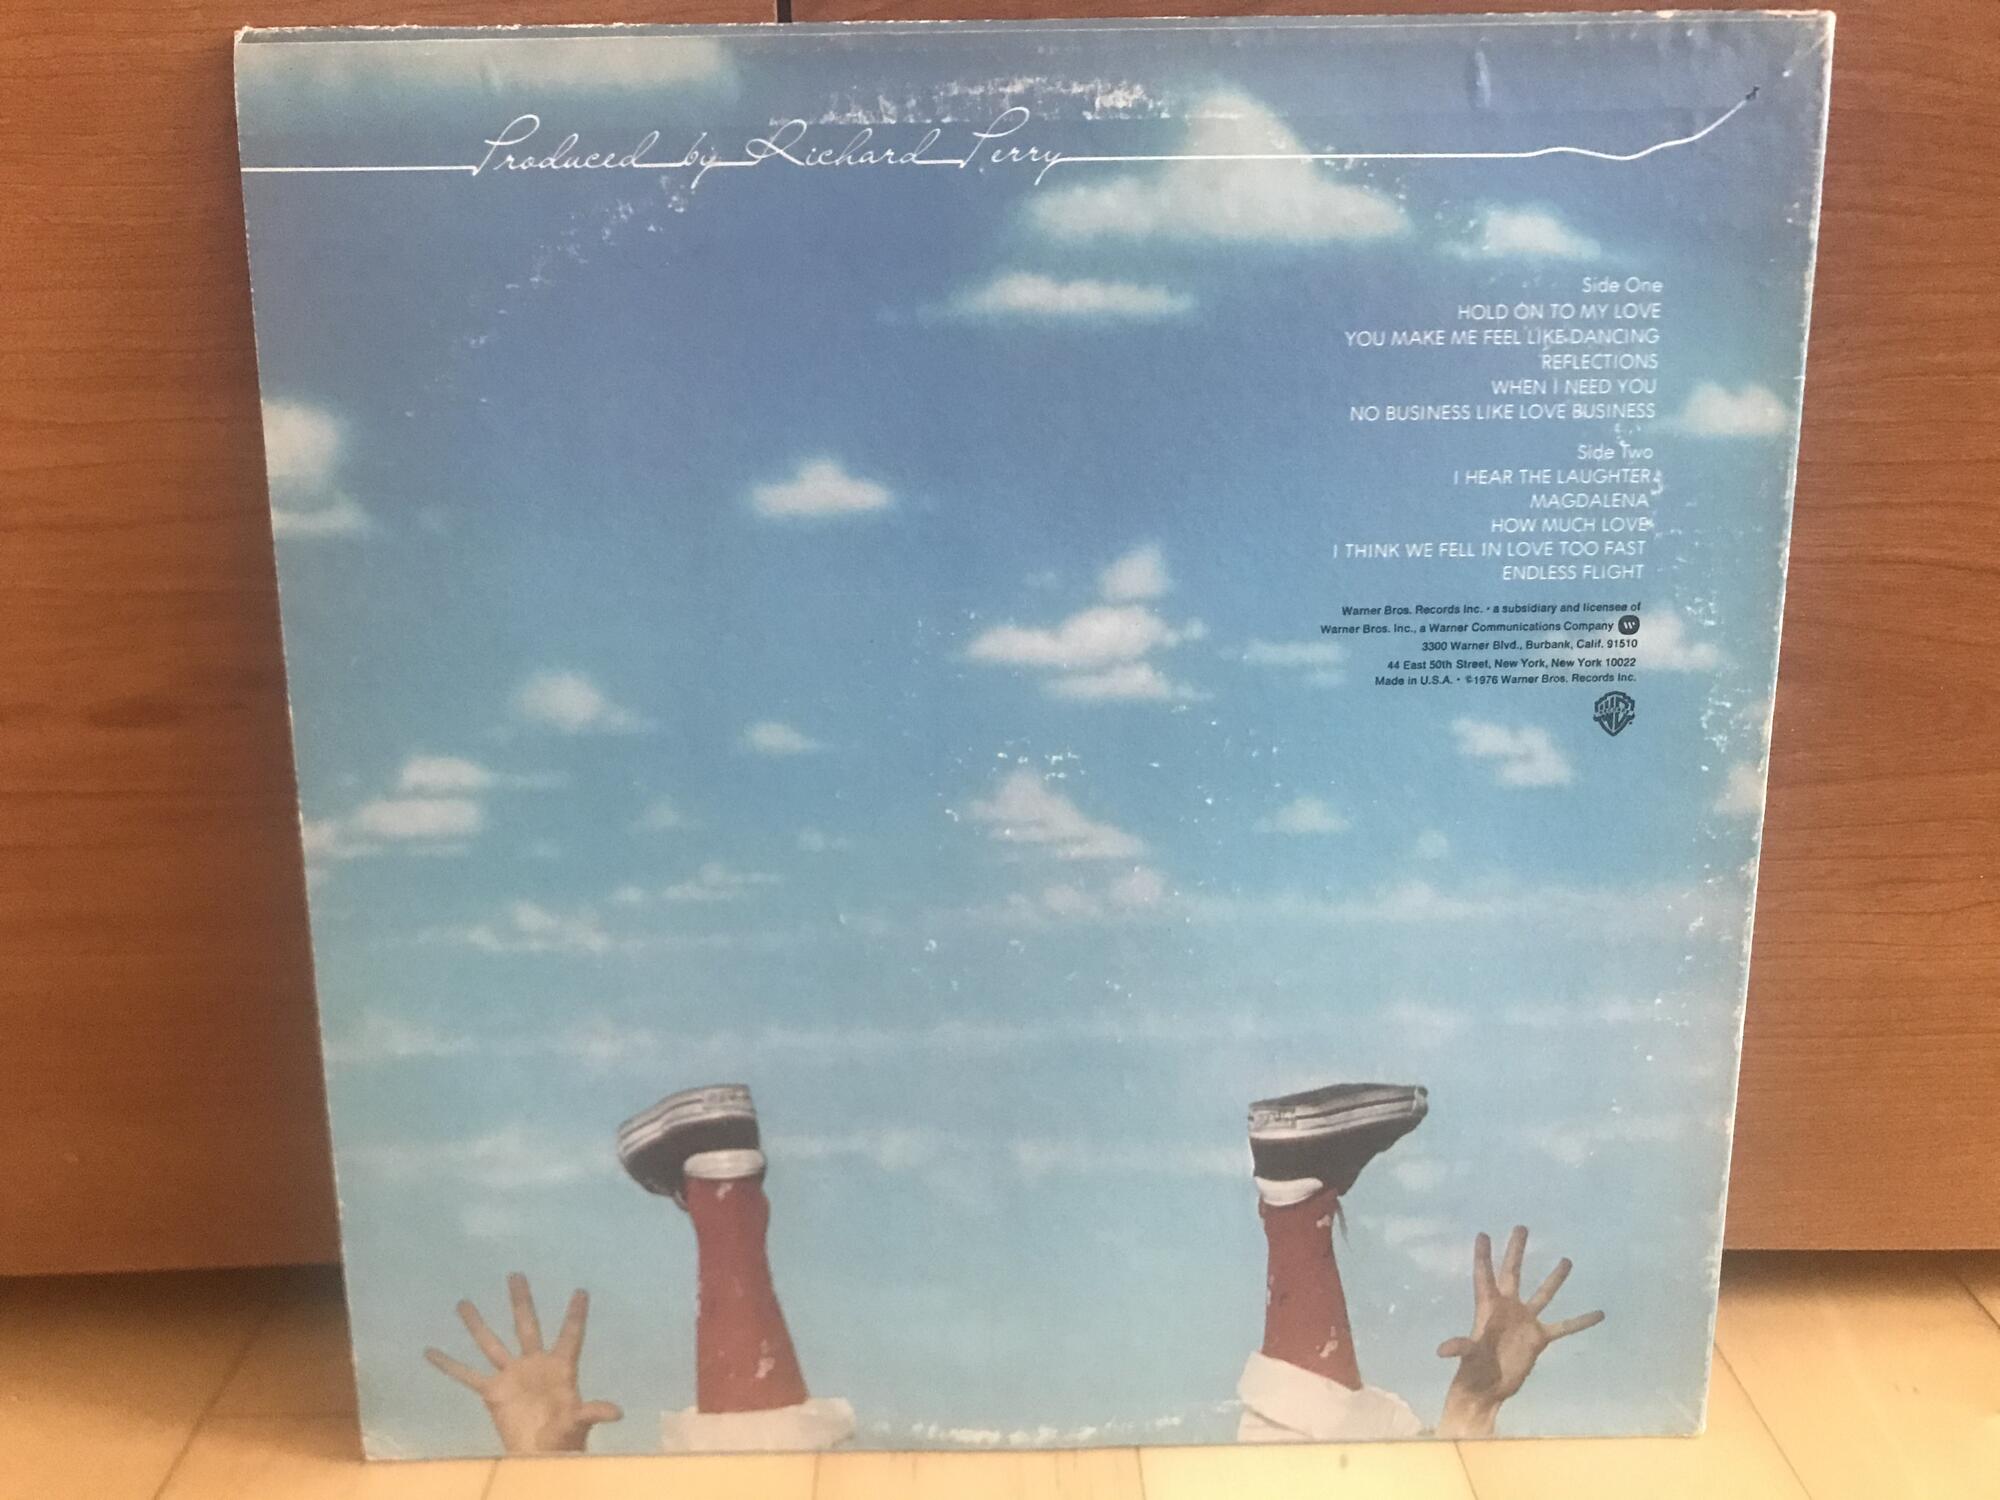 Produced by Richard Perry
Side One
HOLD ON TO MY LOVE
YOU MAKE ME FEEL LIKE DANCING
REFLECTIONS
WHEN I NEED YOU
NO BUSINESS LIKE LOVE BUSINESS
Side Two
I HEAR THE LAUGHTER
MAGDALENA
HOW MUCH LOVE
I THINK WE FELL IN LOVE TOO FAST
ENDLESS FLIGHT
Warner Bros. Records Inc. • a subsidiary and licensee of
Warner Bros. Inc., a Warner Communications Company
3300 Warner Blvd., Burbank, Calif. 91510
44 East 50th Street, New York, New York 10022
Made in U.S.A. • ©1976 Warner Bros. Records Inc.